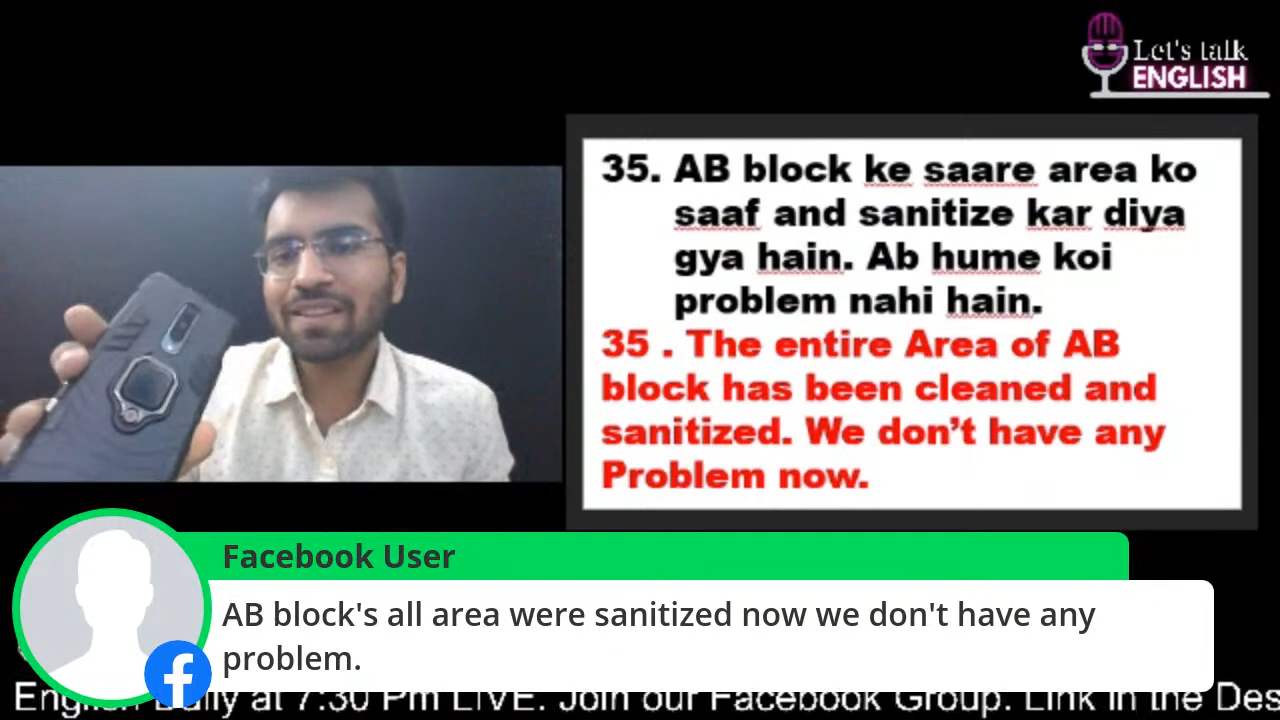 Let's talk
ENGLISH
35. AB block ke saare area ko
saaf and sanitize kar diya
gya hain. Ab hume koi
problem nahi hain.
35 . The entire Area of AB
block has been cleaned and
sanitized. We don’t have any
Problem now.
Facebook User
AB block's all area were sanitized now we don't have any
problem.
English Daily at 7:30 Pm LIVE. Join our Facebook Group. Link in the Des